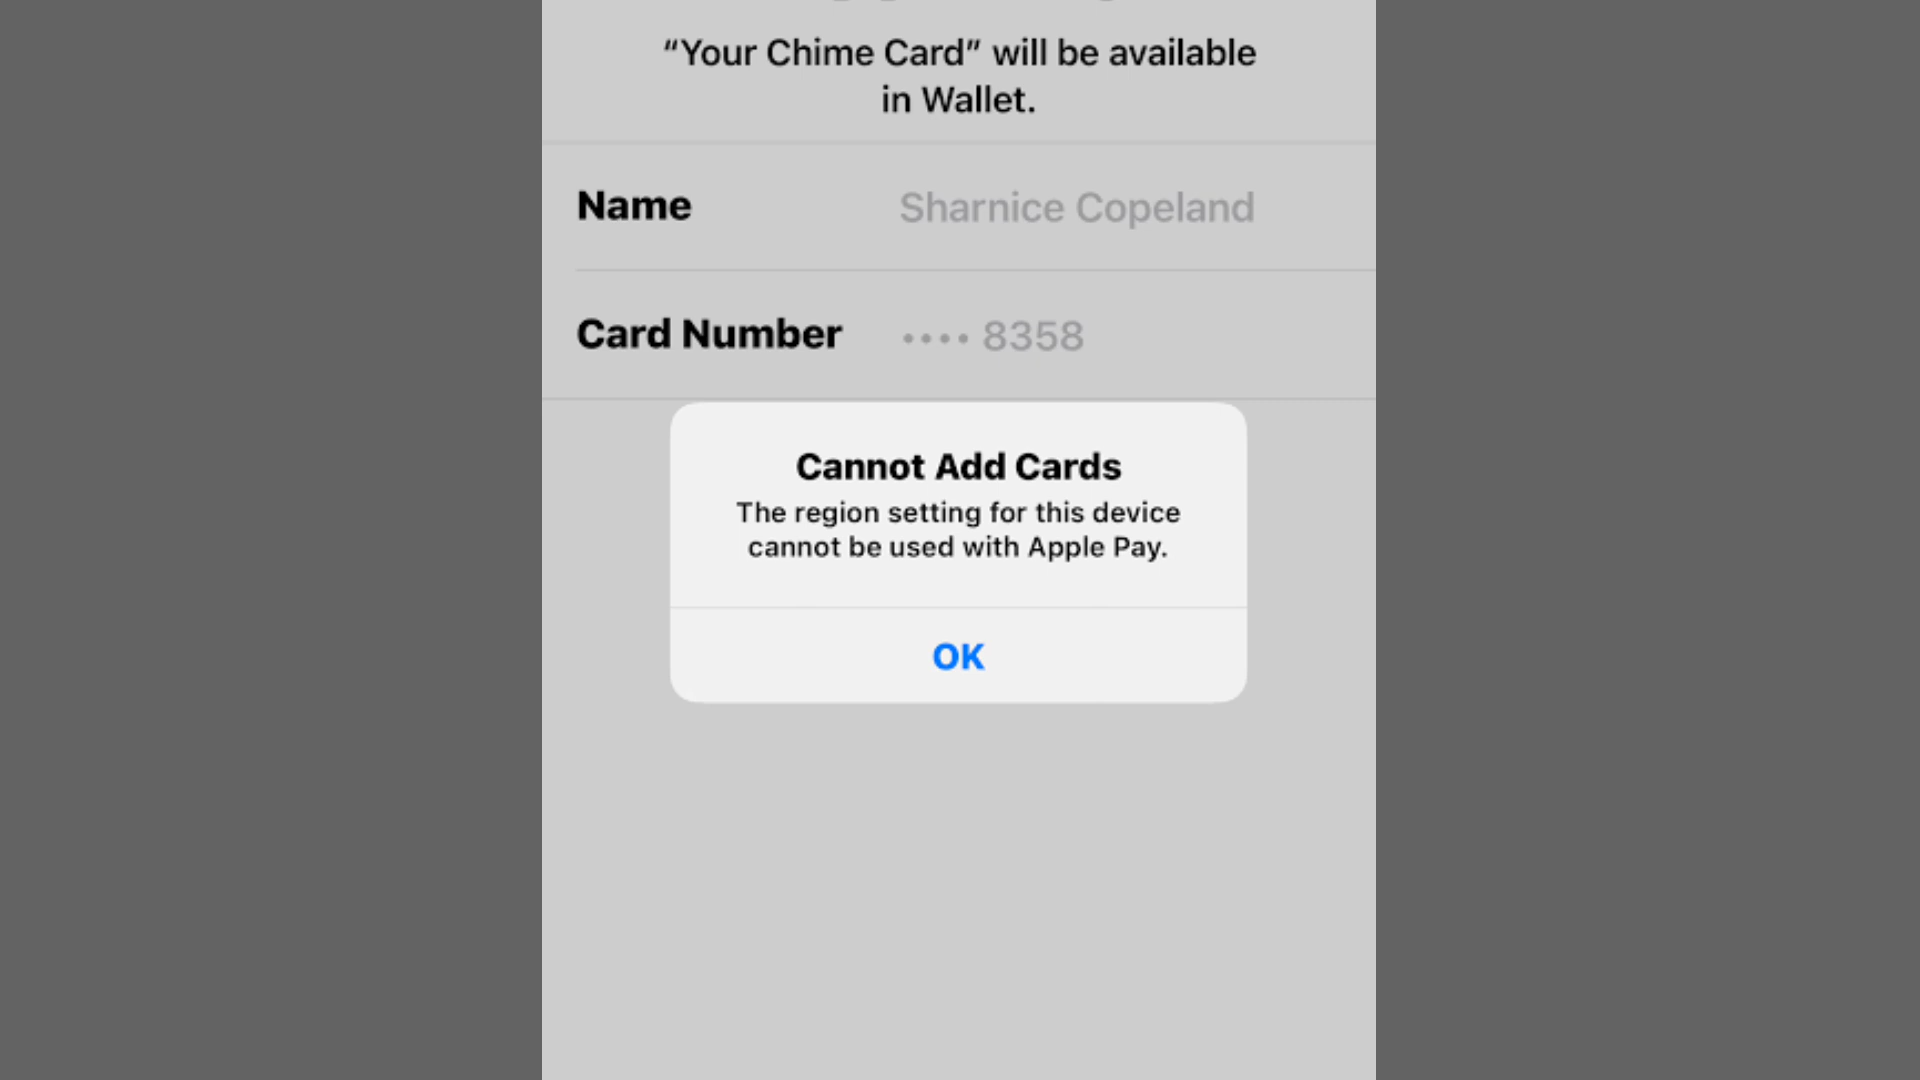 “Your Chime Card” will be available
in Wallet.
Name Sharnice Copeland
Card Number •••• 8358
Cannot Add Cards
The region setting for this device
cannot be used with Apple Pay.
OK